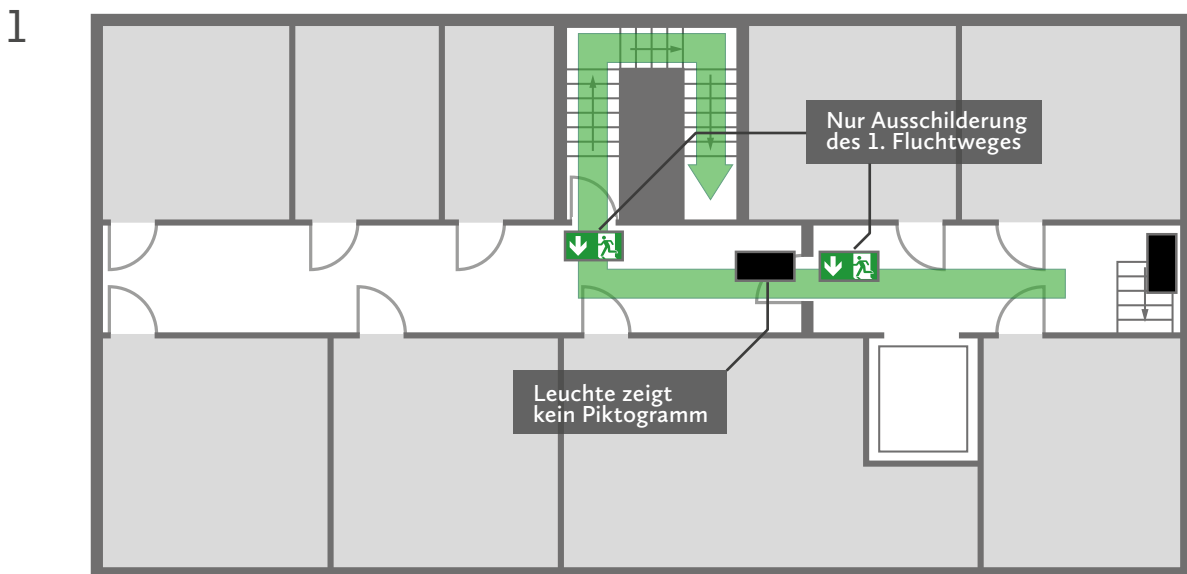 1
Nur Ausschilderung
des 1. Fluchtweges
Leuchte zeigt
kein Piktogramm